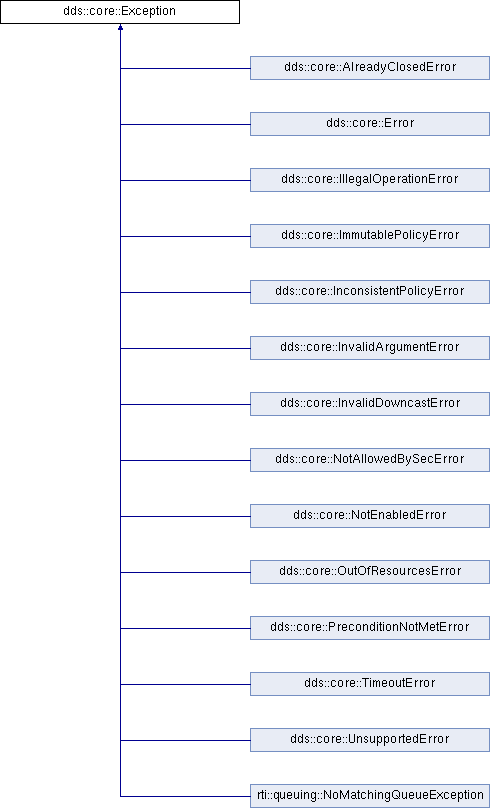 dds::core::Exception
dds::core::AlreadyClosedError
dds::core::Error
dds::core::IllegalOperationError
dds::core::ImmutablePolicyError
dds::core::InconsistentPolicyError
dds::core::InvalidArgumentError
dds::core::InvalidDowncastError
dds::core::NotAllowedBySecError
dds::core::NotEnabledError
dds::core::OutOfResourcesError
dds::core::PreconditionNotMetError
dds::core::TimeoutError
dds::core::UnsupportedError
rti::queuing::NoMatchingQueueException